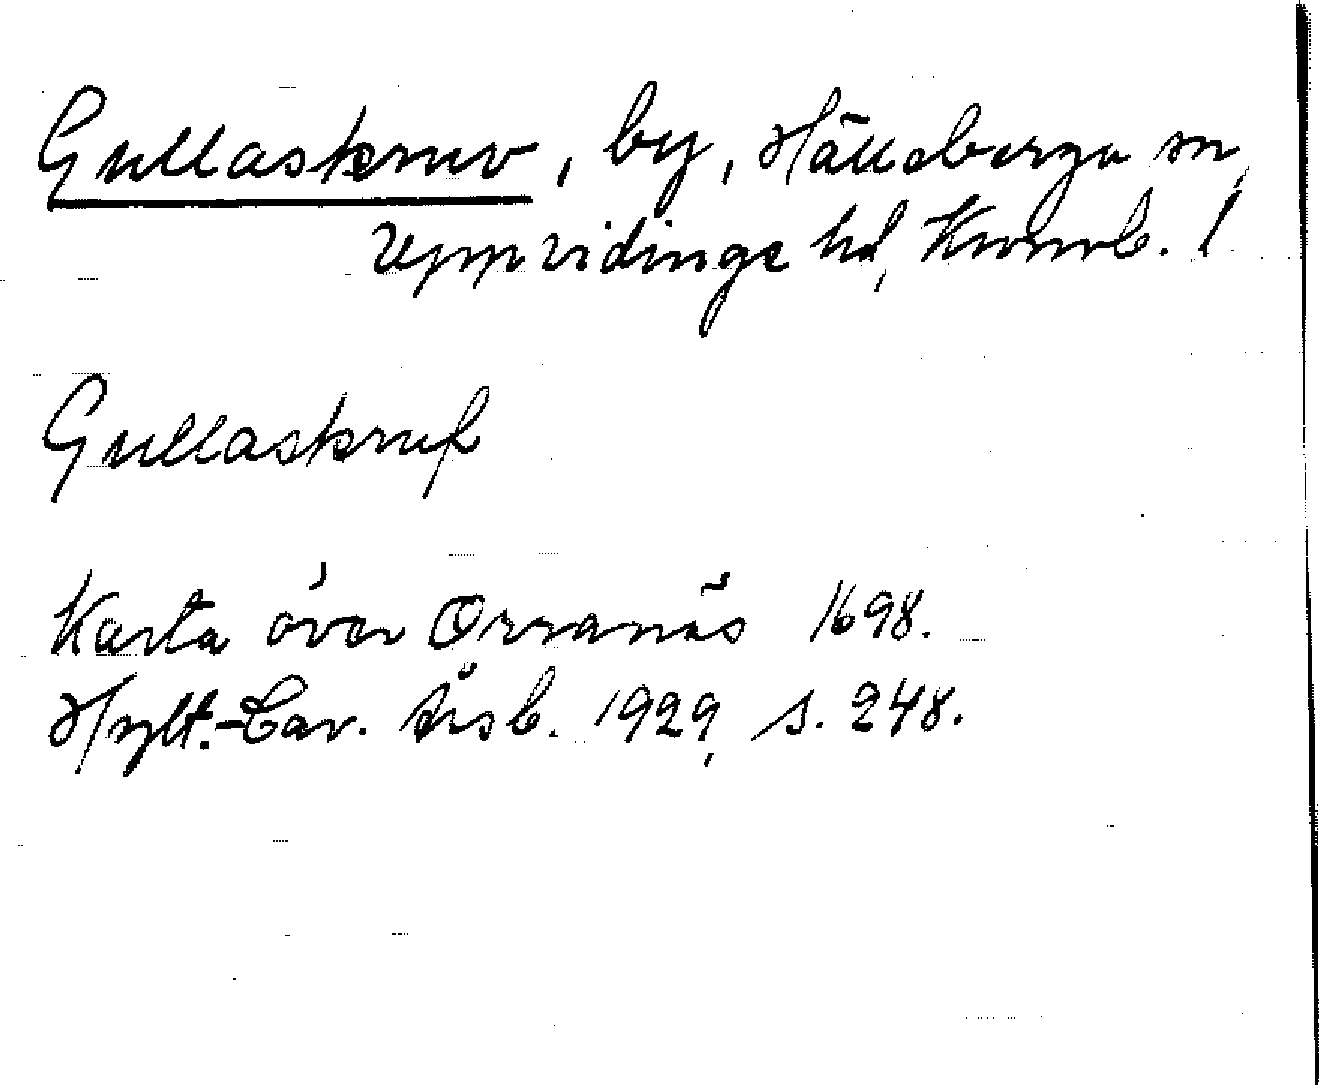 Gullaskruv, by, Hälleberga sn,
Uppvidinge hd, Kronob. l
Gullaskruf
Karta över Orranäs 1698.
Hylt.-Cav. Årsb. 1929, s. 248.